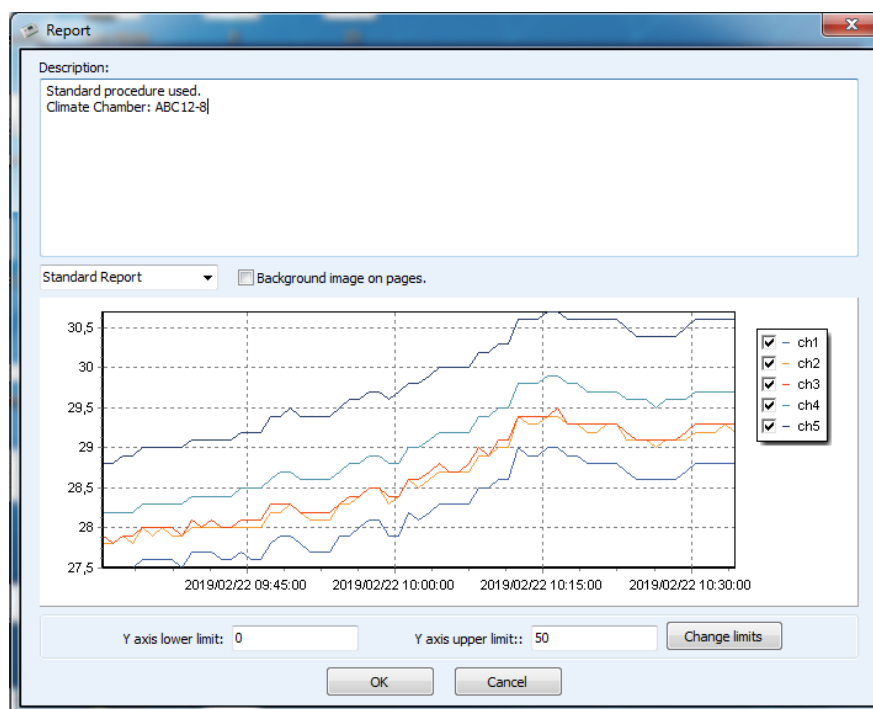 Report
Description:
Standard procedure used.
Climate Chamber: ABC12-8
Standard Report
Background image on pages.
30,5
30
29,5
29
28,5
28
27,5
2019/02/22 09:45:00 2019/02/22 10:00:00 2019/02/22 10:15:00 2019/02/22 10:30:00
ch1
ch2
ch3
ch4
ch5
Y axis lower limit: 0 Y axis upper limit:: 50 Change limits
OK Cancel